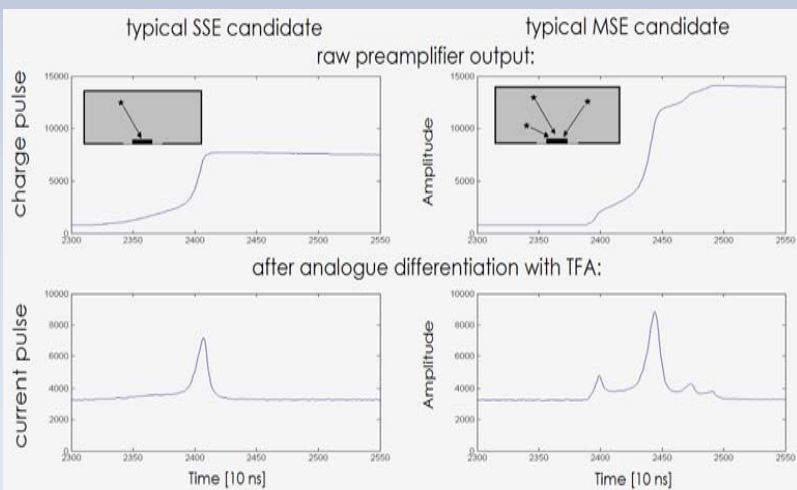 typical SSE candidate typical MSE candidate
raw preamplifier output:
charge pulse
15000
10000
5000
0
2300 2350 2400 2450 2500 2550
Amplitude
15000
10000
5000
0
2300 2350 2400 2450 2500 2550
after analogue differentiation with TFA:
current pulse
10000
8000
6000
4000
2000
0
2300 2350 2400 2450 2500 2550
Time [10 ns]
Amplitude
10000
8000
6000
4000
2000
0
2300 2350 2400 2450 2500 2550
Time [10 ns]